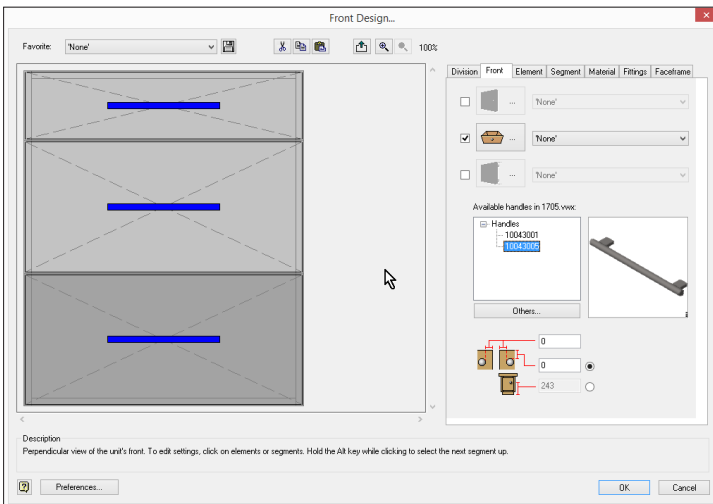 Front Design...
x
Favorite: 'None' 100%
Division Front Element Segment Material Fittings Faceframe
... 'None'
... 'None'
... 'None'
Available handles in 1705.vwx:
Handles
10043001
10043005
Others...
0
0
243
Description
Perpendicular view of the unit's front. To edit settings, click on elements or segments. Hold the Alt key while clicking to select the next segment up.
? Preferences... OK Cancel